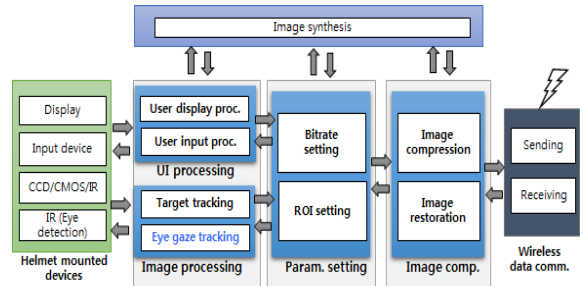 Image synthesis
Display
Input device
CCD/CMOS/IR
IR (Eye
detection)
Helmet mounted
devices
User display proc.
User input proc.
UI processing
Target tracking
Eye gaze tracking
Image processing
Bitrate
setting
ROI setting
Param. setting
Image
compression
Image
restoration
Image comp.
Sending
Receiving
Wireless
data comm.